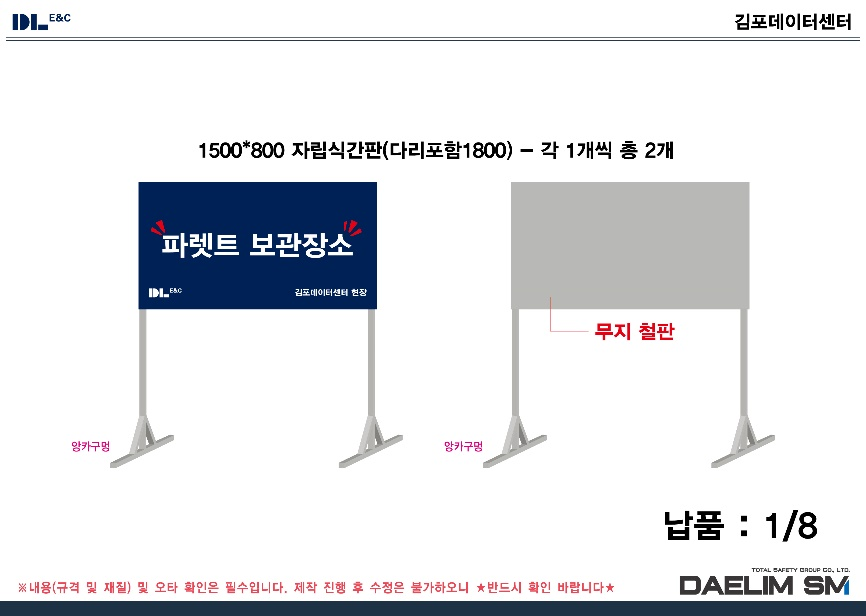 DL E&C
김포데이터센터
1500*800 자립식간판(다리포함1800) - 각 1개씩 총 2개
파렛트 보관장소
DL E&C
김포데이터센터 현장
무지 철판
앙카구멍
앙카구멍
납품 : 1/8
※내용(규격 및 재질) 및 오타 확인은 필수입니다. 제작 진행 후 수정은 불가하오니 ★반드시 확인 바랍니다★
TOTAL SAFETY GROUP CO., LTD.
DAELIM SM